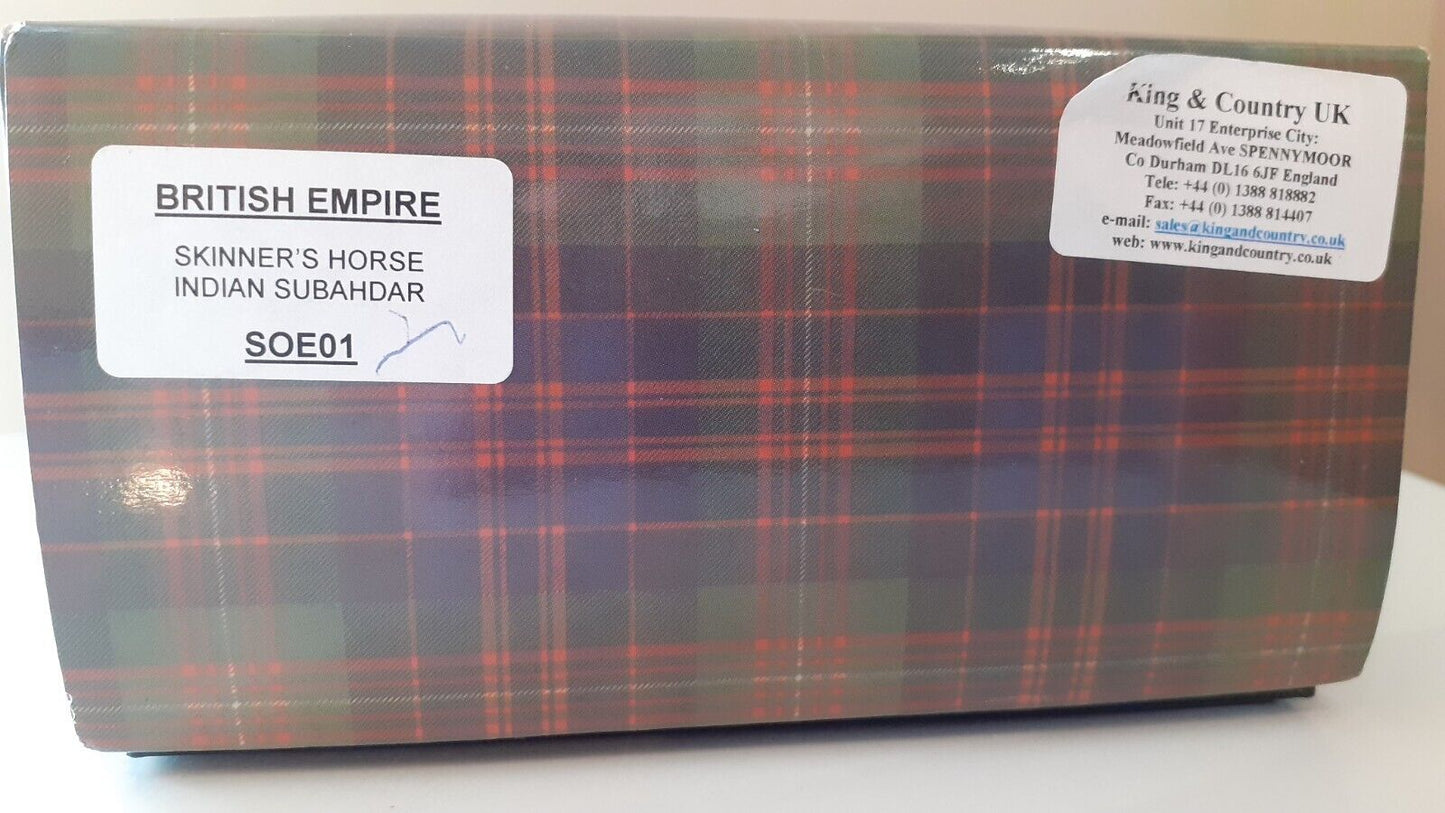 BRITISH EMPIRE
SKINNER'S HORSE
INDIAN SUBAHDAR
SOE01
King & Country UK
Unit 17 Enterprise City:
Meadowfield Ave SPENNYMOOR
Co Durham DL16 6JF England
Tele: +44 (0) 1388 818882
Fax: +44 (0) 1388 814407
e-mail: sales@kingandcountry.co.uk
web: www.kingandcountry.co.uk